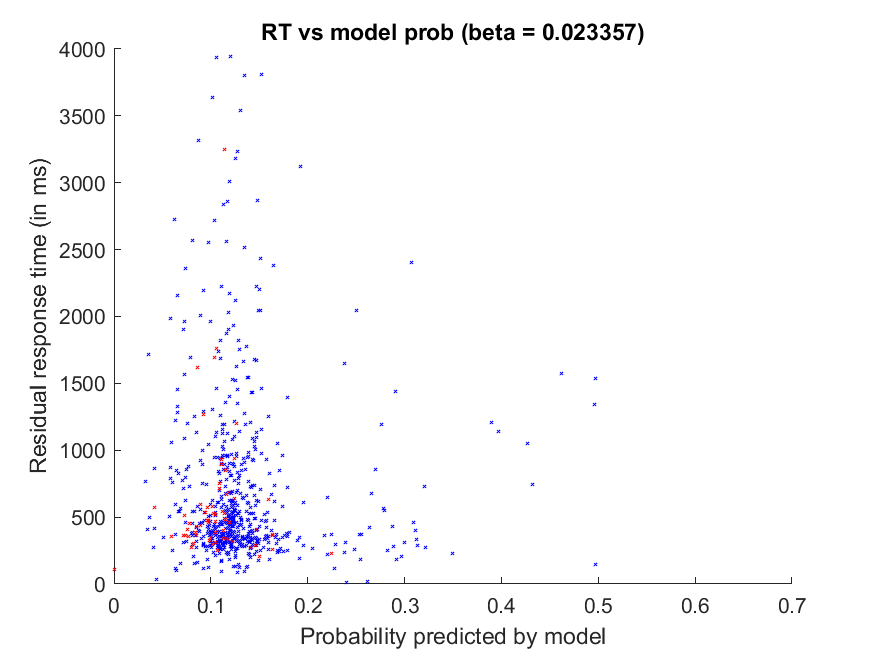 RT vs model prob (beta = 0.023357)
4000
3500
3000
2500
2000
1500
1000
500
0
Residual response time (in ms)
0 0.1 0.2 0.3 0.4 0.5 0.6 0.7
Probability predicted by model